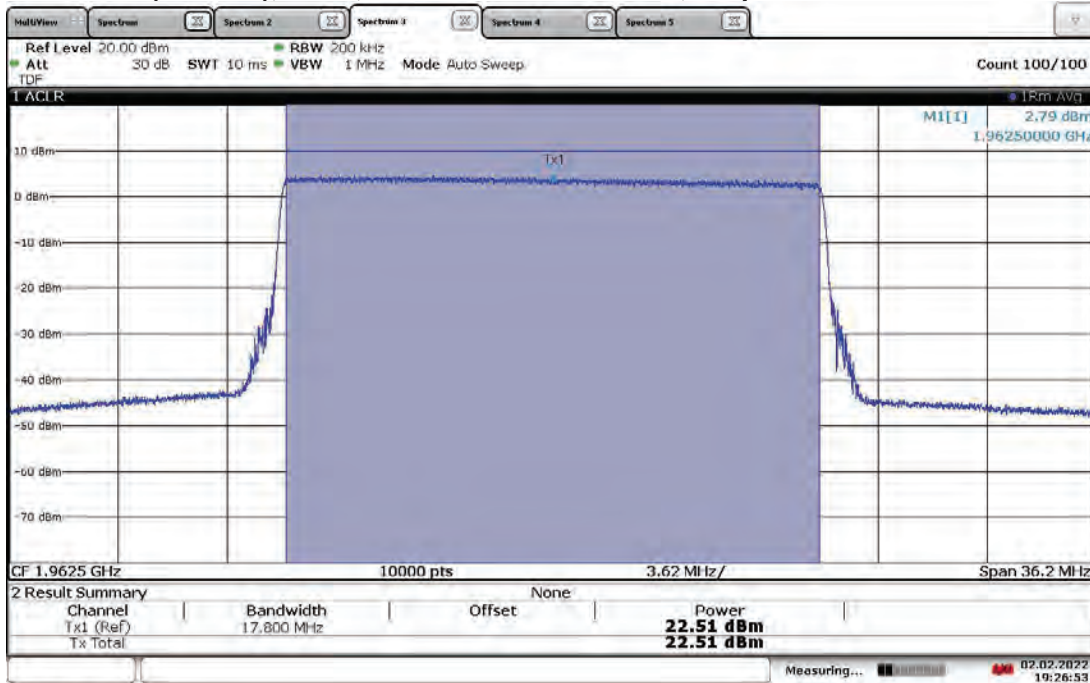 MultiView Spectrum Spectrum 2 Spectrum 3 Spectrum 4 Spectrum 5
Ref Level 20.00 dBm RBW 200 kHz
Att 30 dB SWT 10 ms VBW 1 MHz Mode Auto Sweep Count 100/100
TDF
1 ACLR 1Rm Avg
M1[1] 2.79 dBm
1.96250000 GHz
10 dBm
Tx1
0 dBm
-10 dBm
-20 dBm
-30 dBm
-40 dBm
-50 dBm
-60 dBm
-70 dBm
CF 1.9625 GHz 10000 pts 3.62 MHz/ Span 36.2 MHz
2 Result Summary None
Channel Bandwidth Offset Power
Tx1 (Ref) 17.800 MHz 22.51 dBm
Tx Total 22.51 dBm
Measuring... 02.02.2022
19:26:53